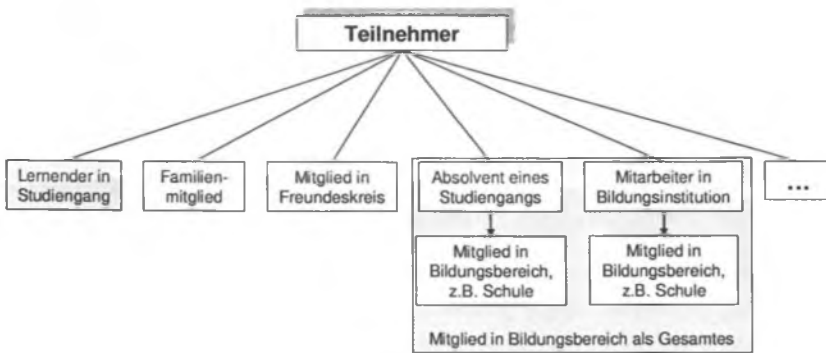 Teilnehmer
Lernender in
Studiengang
Familien-
mitglied
Mitglied in
Freundeskreis
Absolvent eines
Studiengangs
Mitarbeiter in
Bildungsinstitution
...
Mitglied in
Bildungsbereich,
z.B. Schule
Mitglied in
Bildungsbereich,
z.B. Schule
Mitglied in Bildungsbereich als Gesamtes